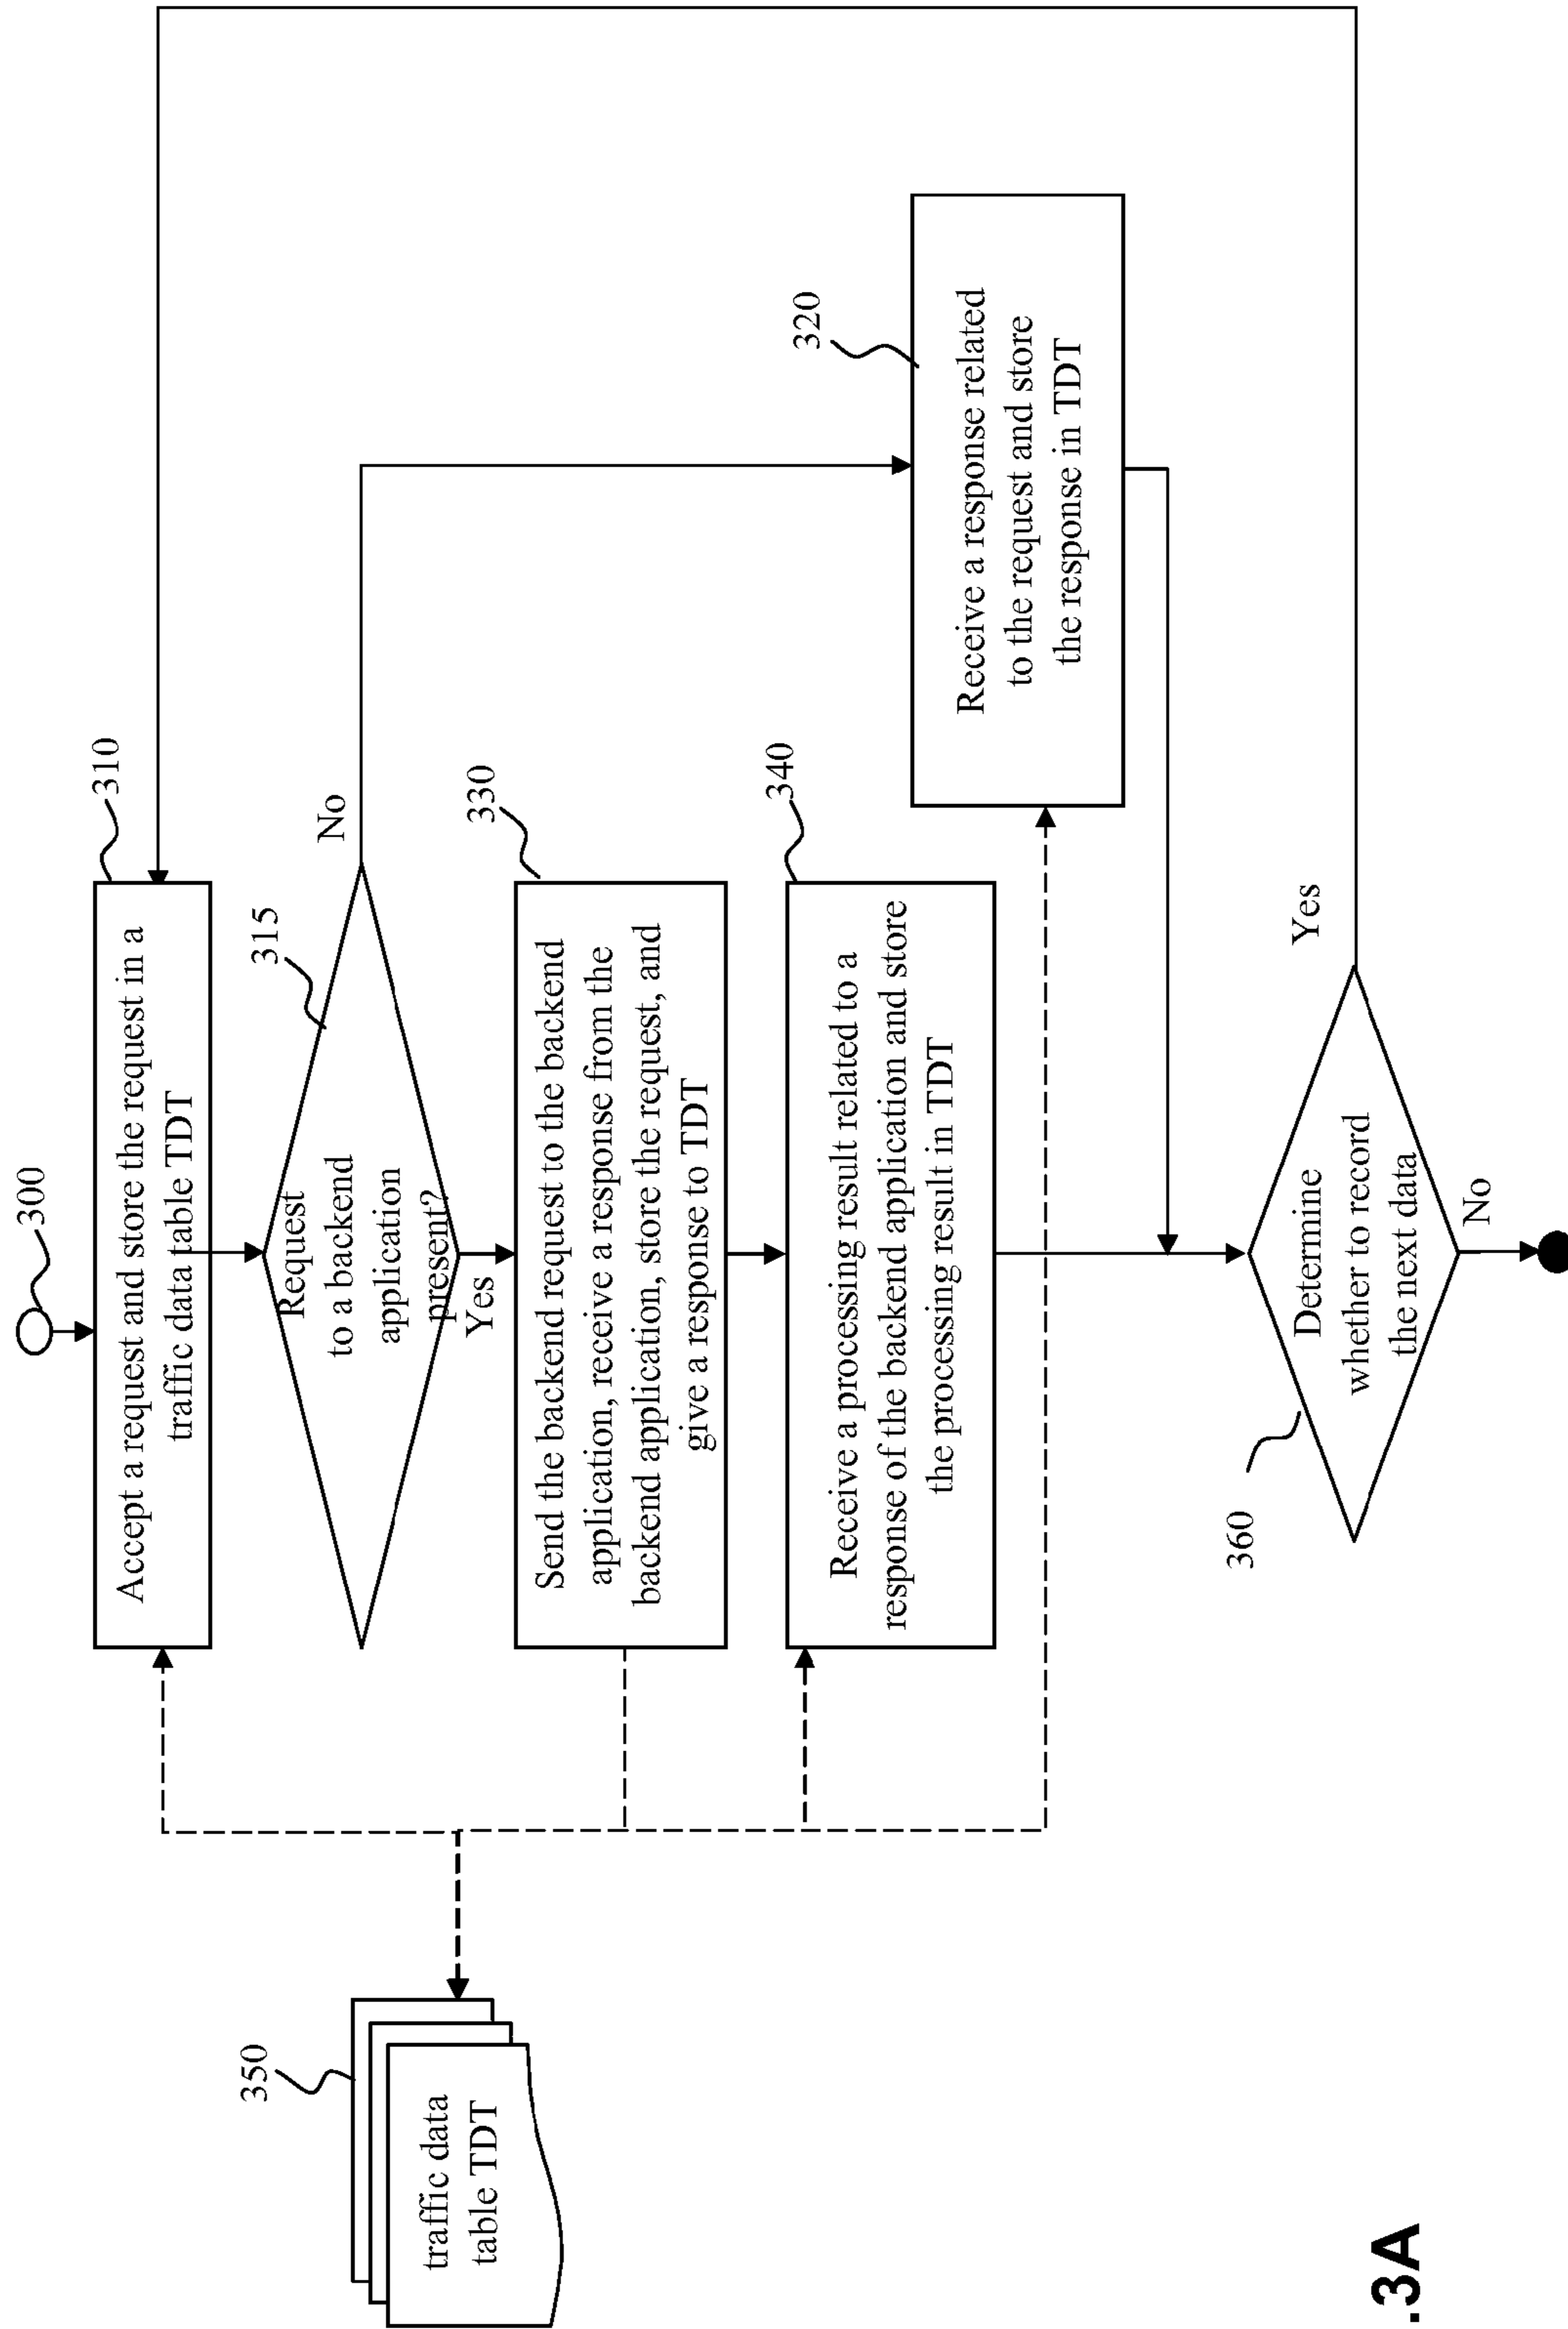 300
310
Accept a request and store the request in a
traffic data table TDT
315
Request
to a backend
application
present?
No
Yes
330
Send the backend request to the backend
application, receive a response from the
backend application, store the request, and
give a response to TDT
340
Receive a processing result related to a
response of the backend application and store
the processing result in TDT
320
Receive a response related
to the request and store
the response in TDT
350
traffic data
table TDT
360
Determine
whether to record
the next data
Yes
No
.3A